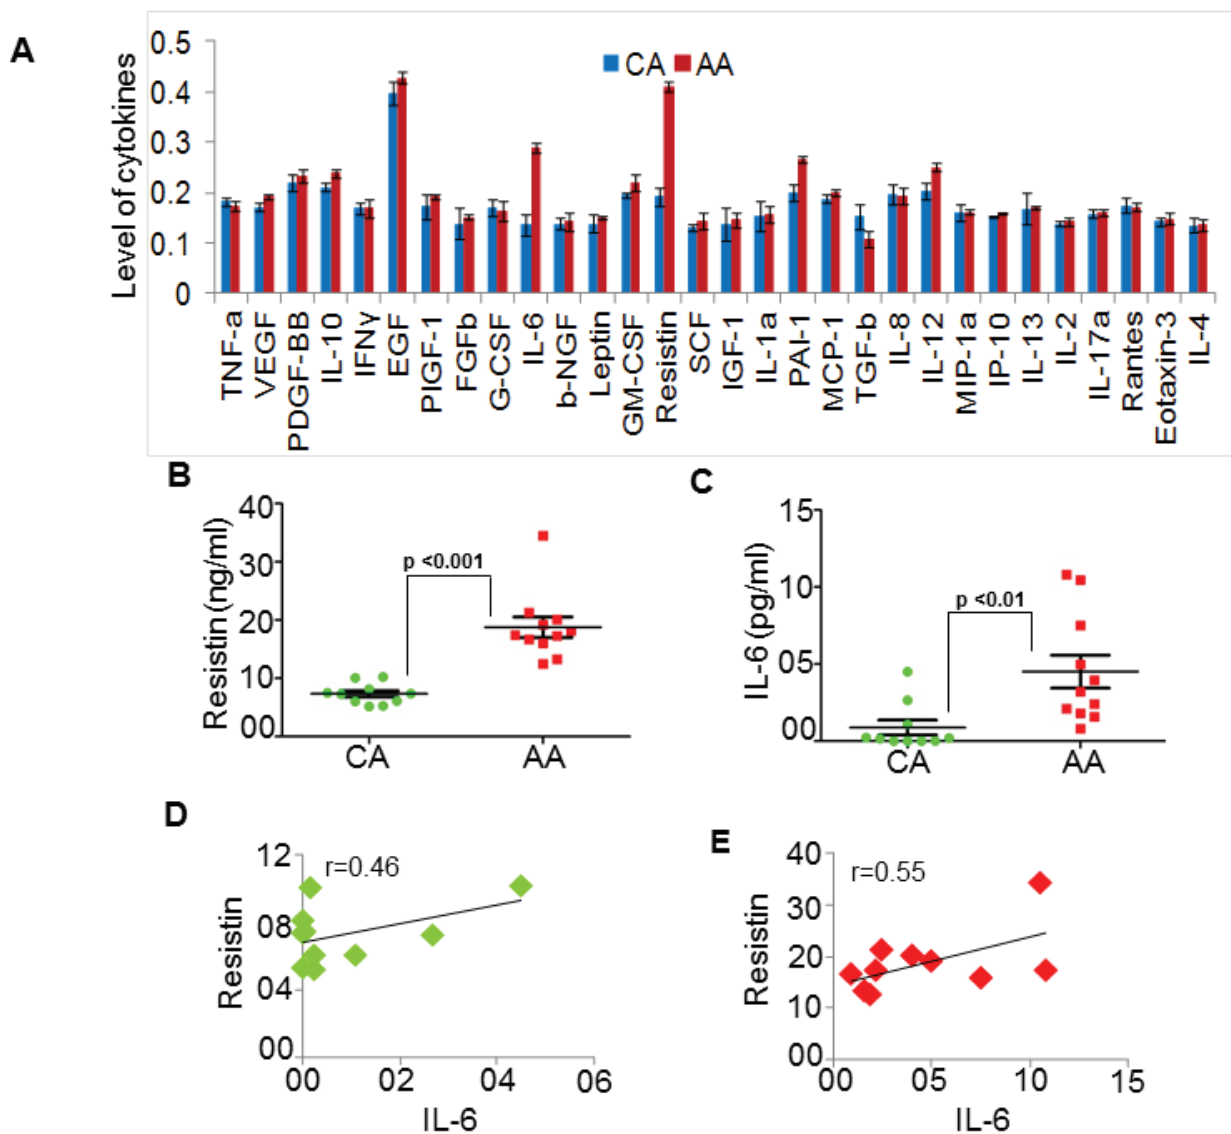 A
Level of cytokines
0.5
0.4
0.3
0.2
0.1
0
CA AA
TNF-a
VEGF
PDGF-BB
IL-10
IFNγ
EGF
PIGF-1
FGFb
G-CSF
IL-6
b-NGF
Leptin
GM-CSF
Resistin
SCF
IGF-1
IL-1a
PAI-1
MCP-1
TGF-b
IL-8
IL-12
MIP-1a
IP-10
IL-13
IL-2
IL-17a
Rantes
Eotaxin-3
IL-4
B
Resistin (ng/ml)
40
30
20
10
00
p <0.001
CA AA
C
IL-6 (pg/ml)
15
10
05
00
p <0.01
CA AA
D
Resistin
12
08
04
00
r=0.46
00 02 04 06
IL-6
E
Resistin
40
30
20
10
00
r=0.55
00 05 10 15
IL-6